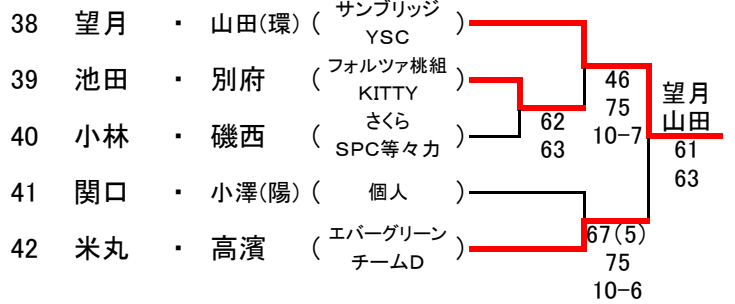 38 望月 ・ 山田(環) ( サンブリッジ YSC )
39 池田 ・ 別府 ( フォルツァ桃組 KITTY )
40 小林 ・ 磯西 ( さくら SPC等々力 )
41 関口 ・ 小澤(陽) ( 個人 )
42 米丸 ・ 高濱 ( エバーグリーン チームD )
62
63
46
75
10-7
67(5)
75
10-6
望月
山田
61
63